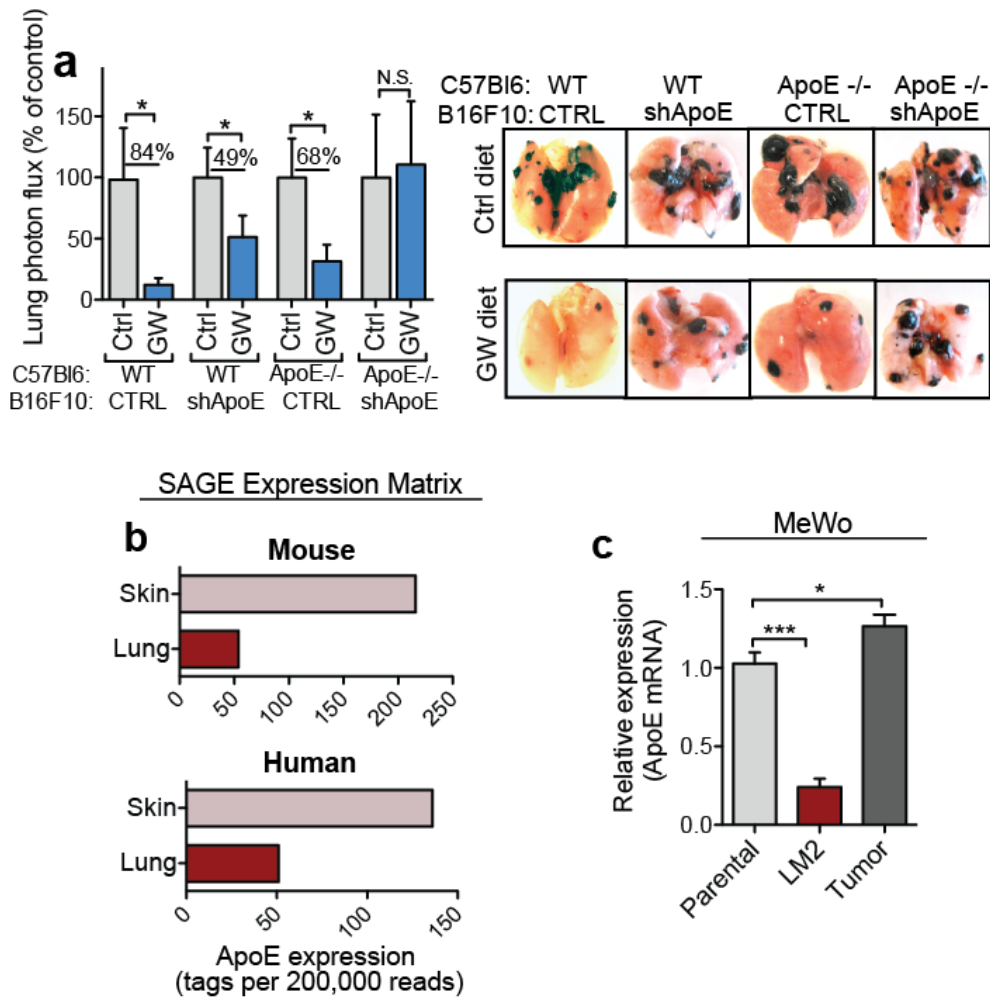 a
Lung photon flux (% of control)
150
100
50
0
*
84%
*
49%
*
68%
N.S.
Ctrl
GW
Ctrl
GW
Ctrl
GW
Ctrl
GW
C57Bl6: WT WT ApoE-/- ApoE-/-
B16F10: CTRL shApoE CTRL shApoE
C57Bl6: WT WT ApoE -/- ApoE -/-
B16F10: CTRL shApoE CTRL shApoE
Ctrl diet
GW diet
SAGE Expression Matrix
b
Mouse
Skin
Lung
0 50 100 150 200 250
Human
Skin
Lung
0 50 100 150
ApoE expression
(tags per 200,000 reads)
MeWo
c
Relative expression
(ApoE mRNA)
1.5
1.0
0.5
0.0
*
***
Parental
LM2
Tumor